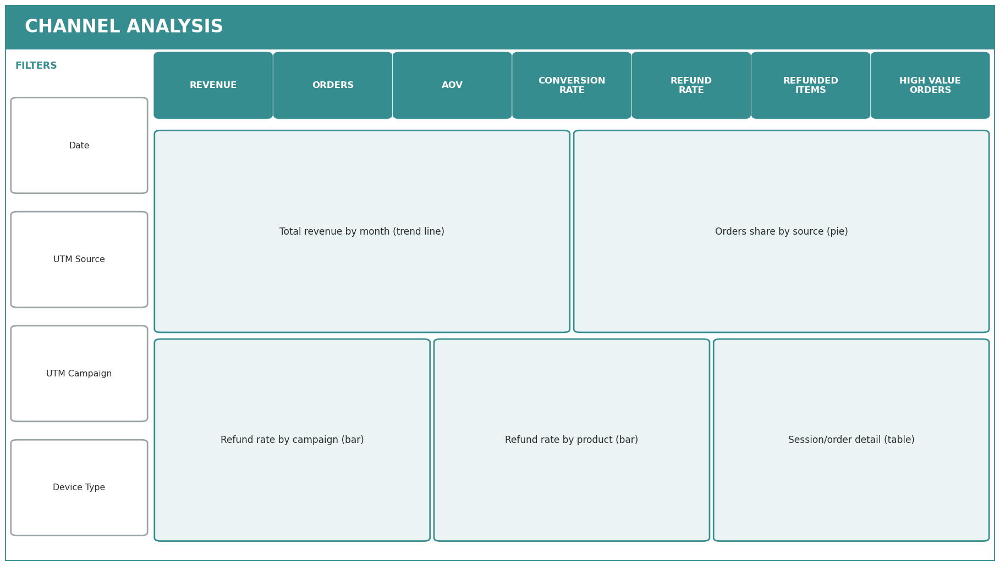 CHANNEL ANALYSIS
FILTERS
Date
UTM Source
UTM Campaign
Device Type
REVENUE
ORDERS
AOV
CONVERSION
RATE
REFUND
RATE
REFUNDED
ITEMS
HIGH VALUE
ORDERS
Total revenue by month (trend line)
Orders share by source (pie)
Refund rate by campaign (bar)
Refund rate by product (bar)
Session/order detail (table)